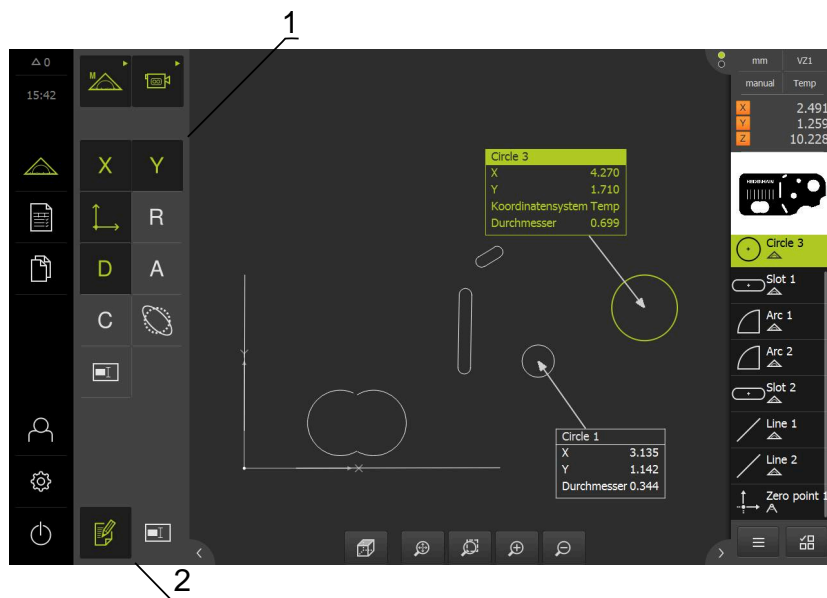 1
0
15:42
M
X
Y
R
D
A
C
Circle 3
X 4.270
Y 1.710
Koordinatensystem Temp
Durchmesser 0.699
Y
X
Circle 1
X 3.135
Y 1.142
Durchmesser 0.344
mm VZ1
manual Temp
X 2.491
Y 1.259
Z 10.228
HEIDENHAIN
Circle 3
Slot 1
Arc 1
Arc 2
Slot 2
Line 1
Line 2
Zero point 1
2